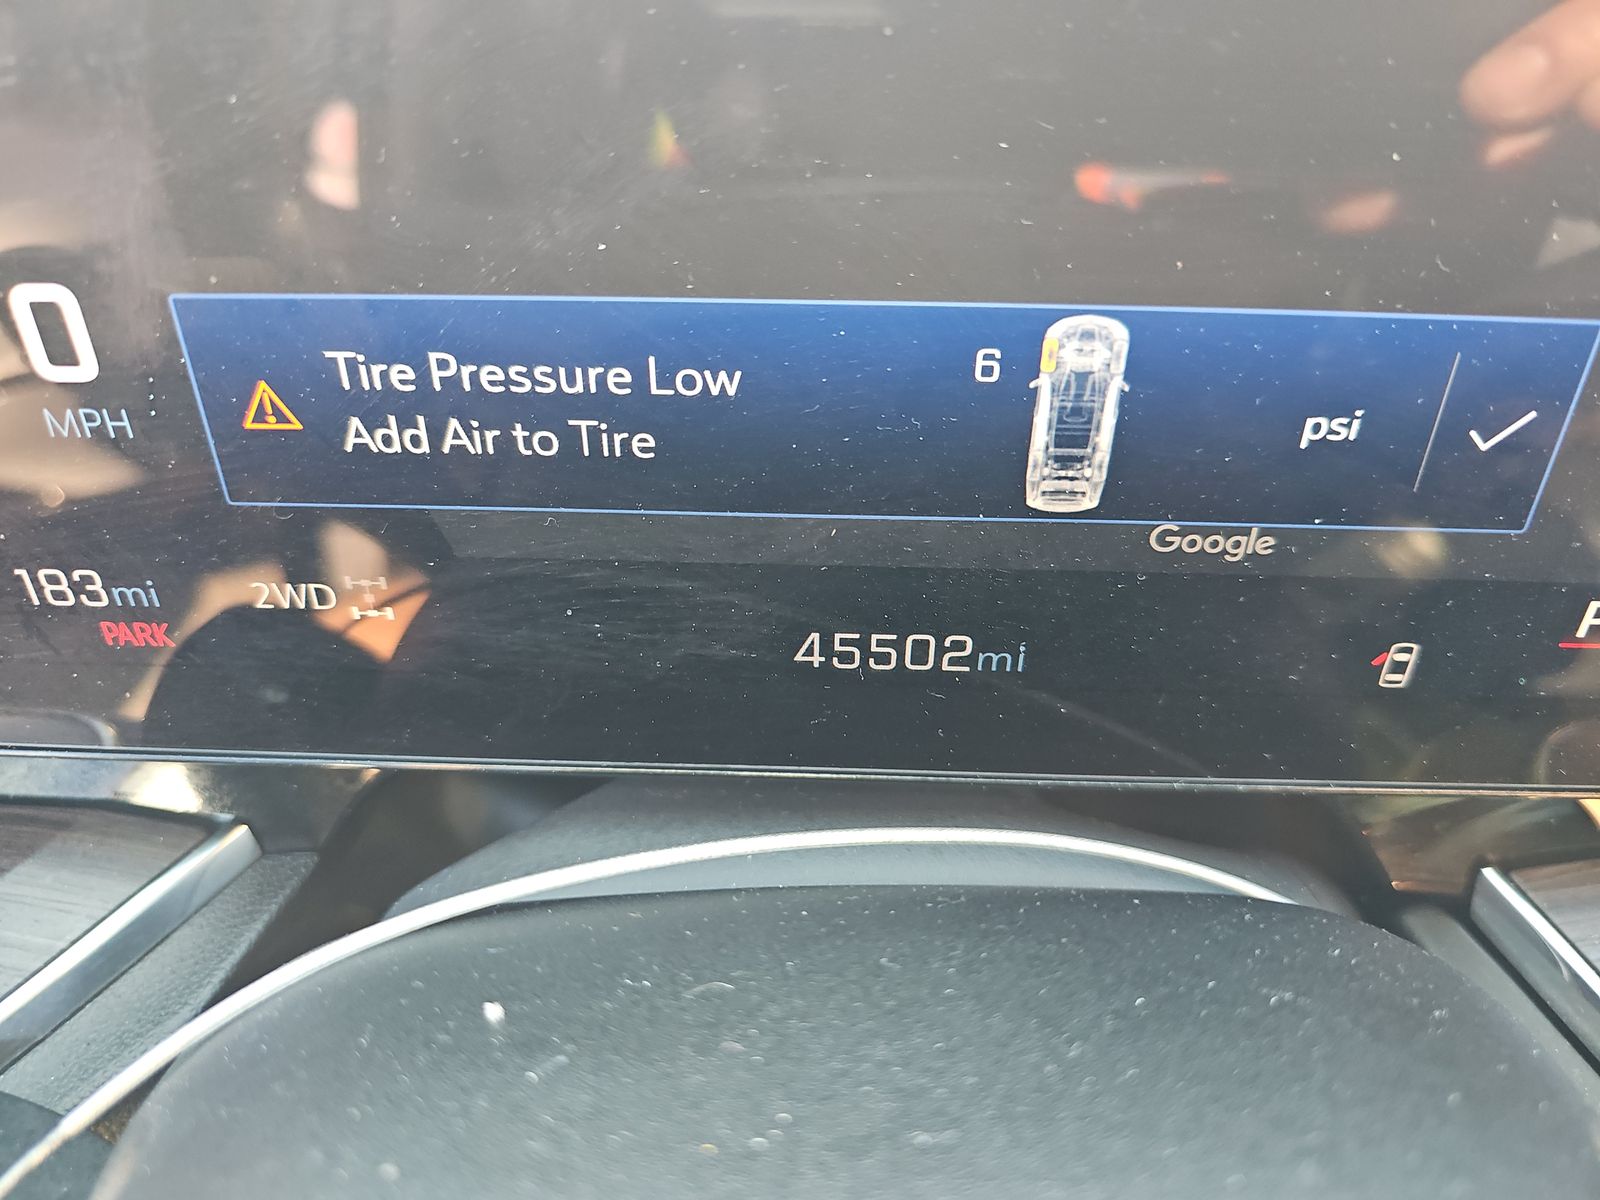 0
MPH
Tire Pressure Low
Add Air to Tire
6
psi
Google
183mi
PARK
2WD
45502mi